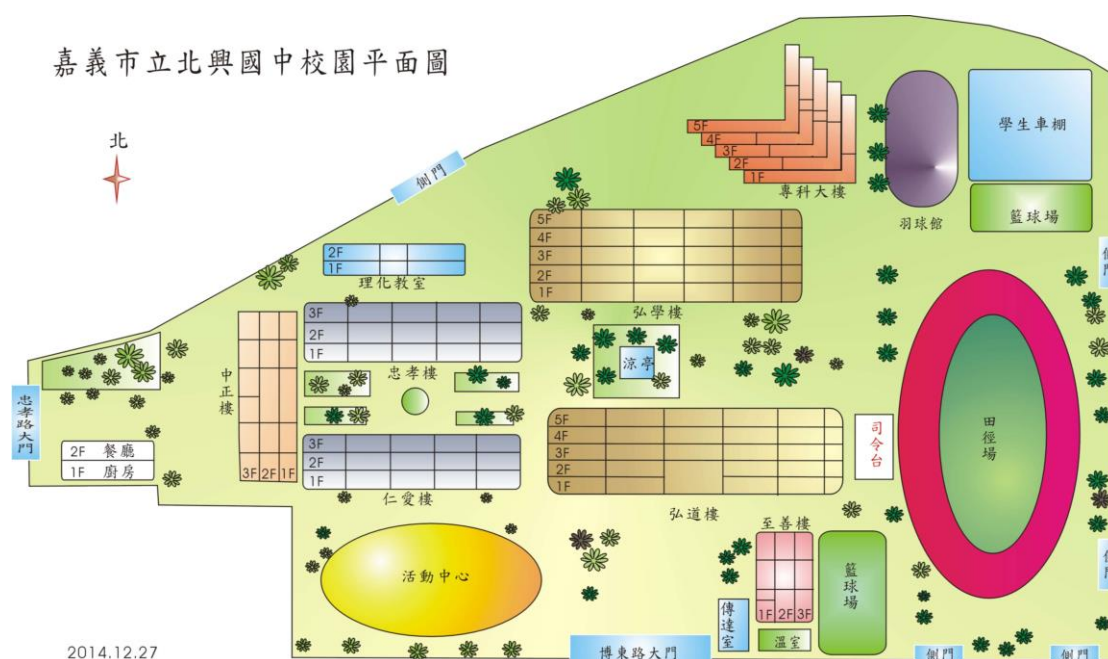 嘉義市立北興國中校園平面圖
北
側門
5F
4F
3F
2F
1F
專科大樓
羽球館
學生車棚
籃球場
側門
2F
1F
理化教室
5F
4F
3F
2F
1F
弘學樓
3F
2F
1F
忠孝樓
中正樓
3F 2F 1F
涼亭
忠孝路大門
2F 餐廳
1F 廚房
3F
2F
1F
仁愛樓
5F
4F
3F
2F
1F
弘道樓
司令台
田徑場
活動中心
至善樓
1F 2F 3F
籃球場
傳達室
溫室
博東路大門
側門
側門
側門
2014.12.27